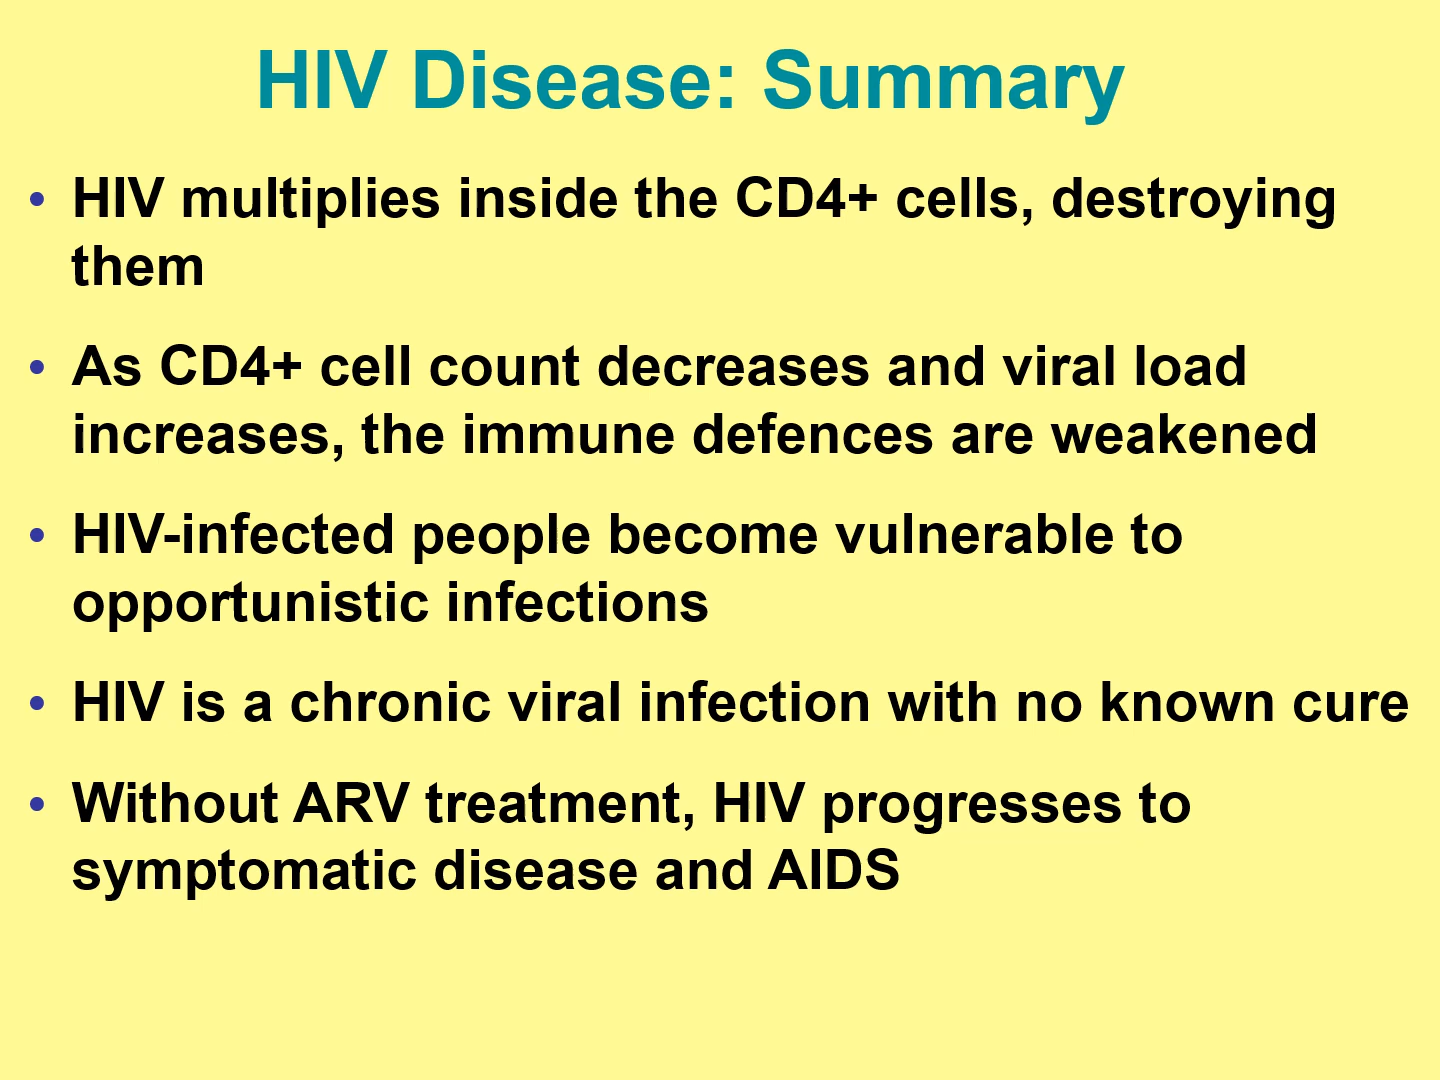 HIV Disease: Summary
• HIV multiplies inside the CD4+ cells, destroying
them
• As CD4+ cell count decreases and viral load
increases, the immune defences are weakened
• HIV-infected people become vulnerable to
opportunistic infections
• HIV is a chronic viral infection with no known cure
• Without ARV treatment, HIV progresses to
symptomatic disease and AIDS